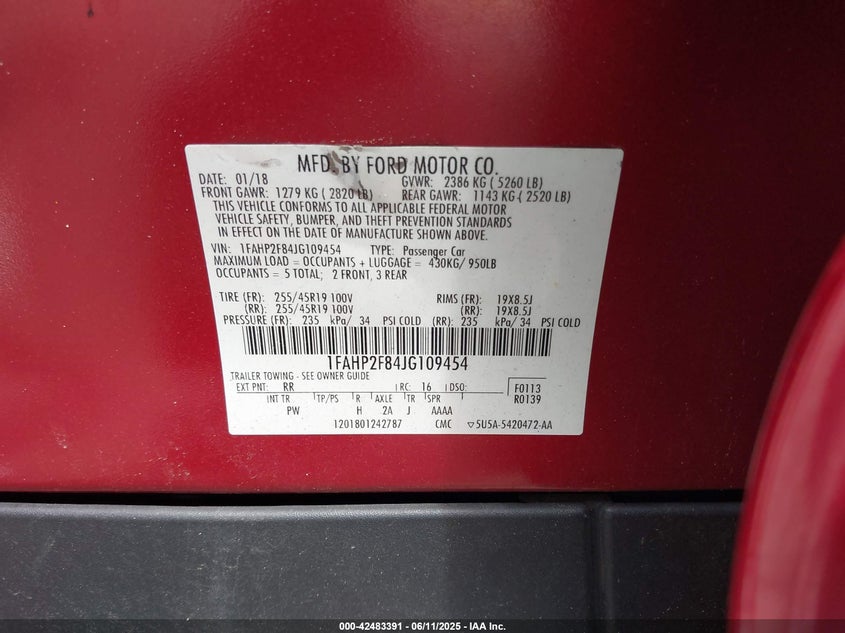 MFD. BY FORD MOTOR CO.
DATE: 01/18 GVWR: 2386 KG ( 5260 LB)
FRONT GAWR: 1279 KG ( 2820 LB) REAR GAWR: 1143 KG ( 2520 LB)
THIS VEHICLE CONFORMS TO ALL APPLICABLE FEDERAL MOTOR
VEHICLE SAFETY, BUMPER, AND THEFT PREVENTION STANDARDS
IN EFFECT ON THE DATE OF MANUFACTURE SHOWN ABOVE.
VIN: 1FAHP2F84JG109454 TYPE: Passenger Car
MAXIMUM LOAD = OCCUPANTS + LUGGAGE = 430KG/ 950LB
OCCUPANTS = 5 TOTAL; 2 FRONT, 3 REAR
TIRE (FR): 255/45R19 100V RIMS (FR): 19X8.5J
(RR): 255/45R19 100V (RR): 19X8.5J
PRESSURE (FR): 235 kPa/ 34 PSI COLD (RR): 235 kPa/ 34 PSI COLD
1FAHP2F84JG109454
TRAILER TOWING - SEE OWNER GUIDE
EXT PNT: RR RC: 16 DSO: F0113
INT TR TP/PS R AXLE TR SPR R0139
PW H 2A J AAAA
1201801242787 CMC ▽5U5A-5420472-AA
000-42483391 - 06/11/2025 - IAA Inc.